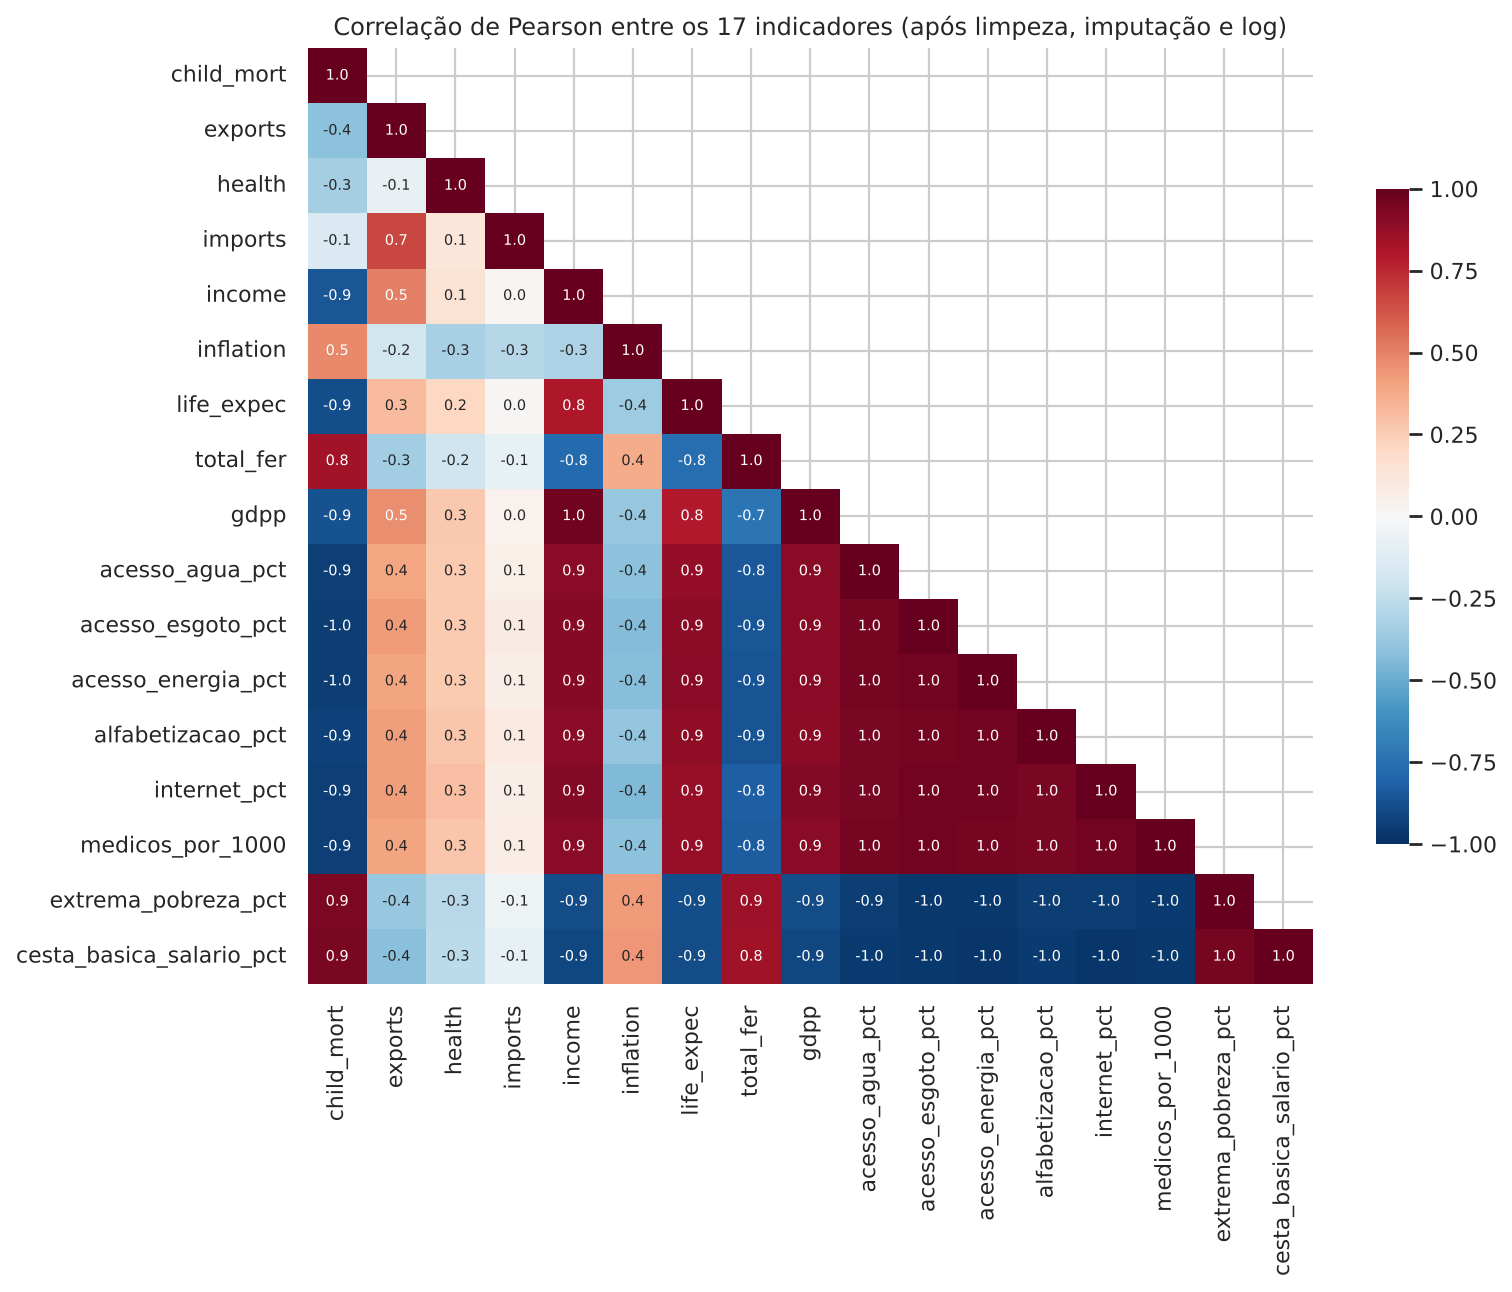 Correlação de Pearson entre os 17 indicadores (após limpeza, imputação e log)
child_mort 1.0
exports -0.4 1.0
health -0.3 -0.1 1.0
imports -0.1 0.7 0.1 1.0
income -0.9 0.5 0.1 0.0 1.0
inflation 0.5 -0.2 -0.3 -0.3 -0.3 1.0
life_expec -0.9 0.3 0.2 0.0 0.8 -0.4 1.0
total_fer 0.8 -0.3 -0.2 -0.1 -0.8 0.4 -0.8 1.0
gdpp -0.9 0.5 0.3 0.0 1.0 -0.4 0.8 -0.7 1.0
acesso_agua_pct -0.9 0.4 0.3 0.1 0.9 -0.4 0.9 -0.8 0.9 1.0
acesso_esgoto_pct -1.0 0.4 0.3 0.1 0.9 -0.4 0.9 -0.9 0.9 1.0 1.0
acesso_energia_pct -1.0 0.4 0.3 0.1 0.9 -0.4 0.9 -0.9 0.9 1.0 1.0 1.0
alfabetizacao_pct -0.9 0.4 0.3 0.1 0.9 -0.4 0.9 -0.9 0.9 1.0 1.0 1.0 1.0
internet_pct -0.9 0.4 0.3 0.1 0.9 -0.4 0.9 -0.8 0.9 1.0 1.0 1.0 1.0 1.0
medicos_por_1000 -0.9 0.4 0.3 0.1 0.9 -0.4 0.9 -0.8 0.9 1.0 1.0 1.0 1.0 1.0 1.0
extrema_pobreza_pct 0.9 -0.4 -0.3 -0.1 -0.9 0.4 -0.9 0.9 -0.9 -0.9 -1.0 -1.0 -1.0 -1.0 -1.0 1.0
cesta_basica_salario_pct 0.9 -0.4 -0.3 -0.1 -0.9 0.4 -0.9 0.8 -0.9 -1.0 -1.0 -1.0 -1.0 -1.0 -1.0 1.0 1.0
child_mort
exports
health
imports
income
inflation
life_expec
total_fer
gdpp
acesso_agua_pct
acesso_esgoto_pct
acesso_energia_pct
alfabetizacao_pct
internet_pct
medicos_por_1000
extrema_pobreza_pct
cesta_basica_salario_pct
1.00
0.75
0.50
0.25
0.00
−0.25
−0.50
−0.75
−1.00